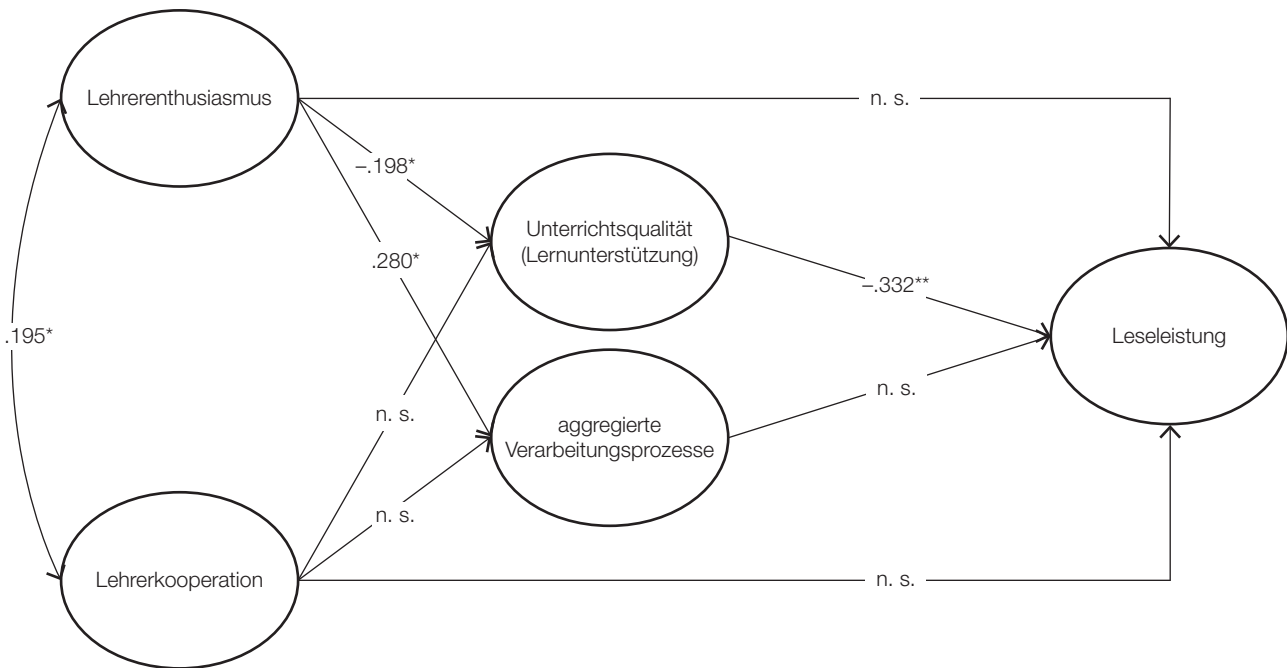 Lehrerenthusiasmus
n. s.
–.198*
Unterrichtsqualität
(Lernunterstützung)
.280*
–.332**
.195*
Leseleistung
n. s.
n. s.
aggregierte
Verarbeitungsprozesse
n. s.
Lehrerkooperation
n. s.